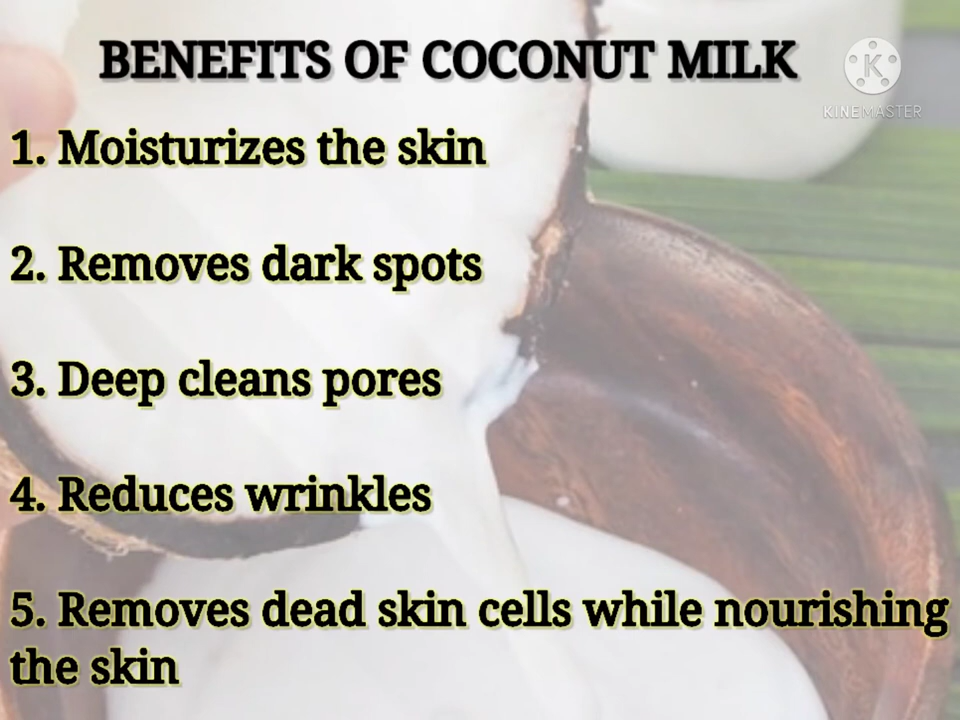 BENEFITS OF COCONUT MILK
K
KINEMASTER
1. Moisturizes the skin
2. Removes dark spots
3. Deep cleans pores
4. Reduces wrinkles
5. Removes dead skin cells while nourishing
the skin